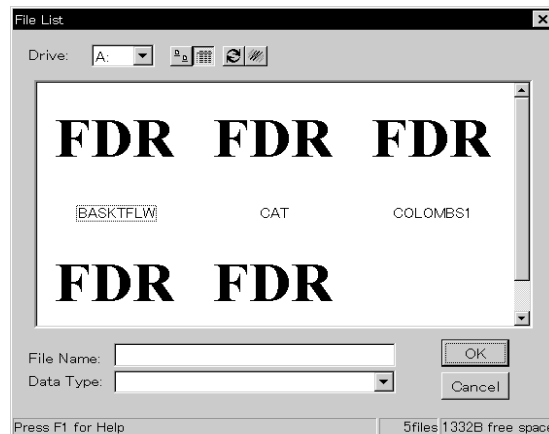 File List
Drive: A:
FDR FDR FDR
BASKTFLW CAT COLOMBS1
FDR FDR
File Name: OK
Data Type: Cancel
Press F1 for Help 5files 1332B free space